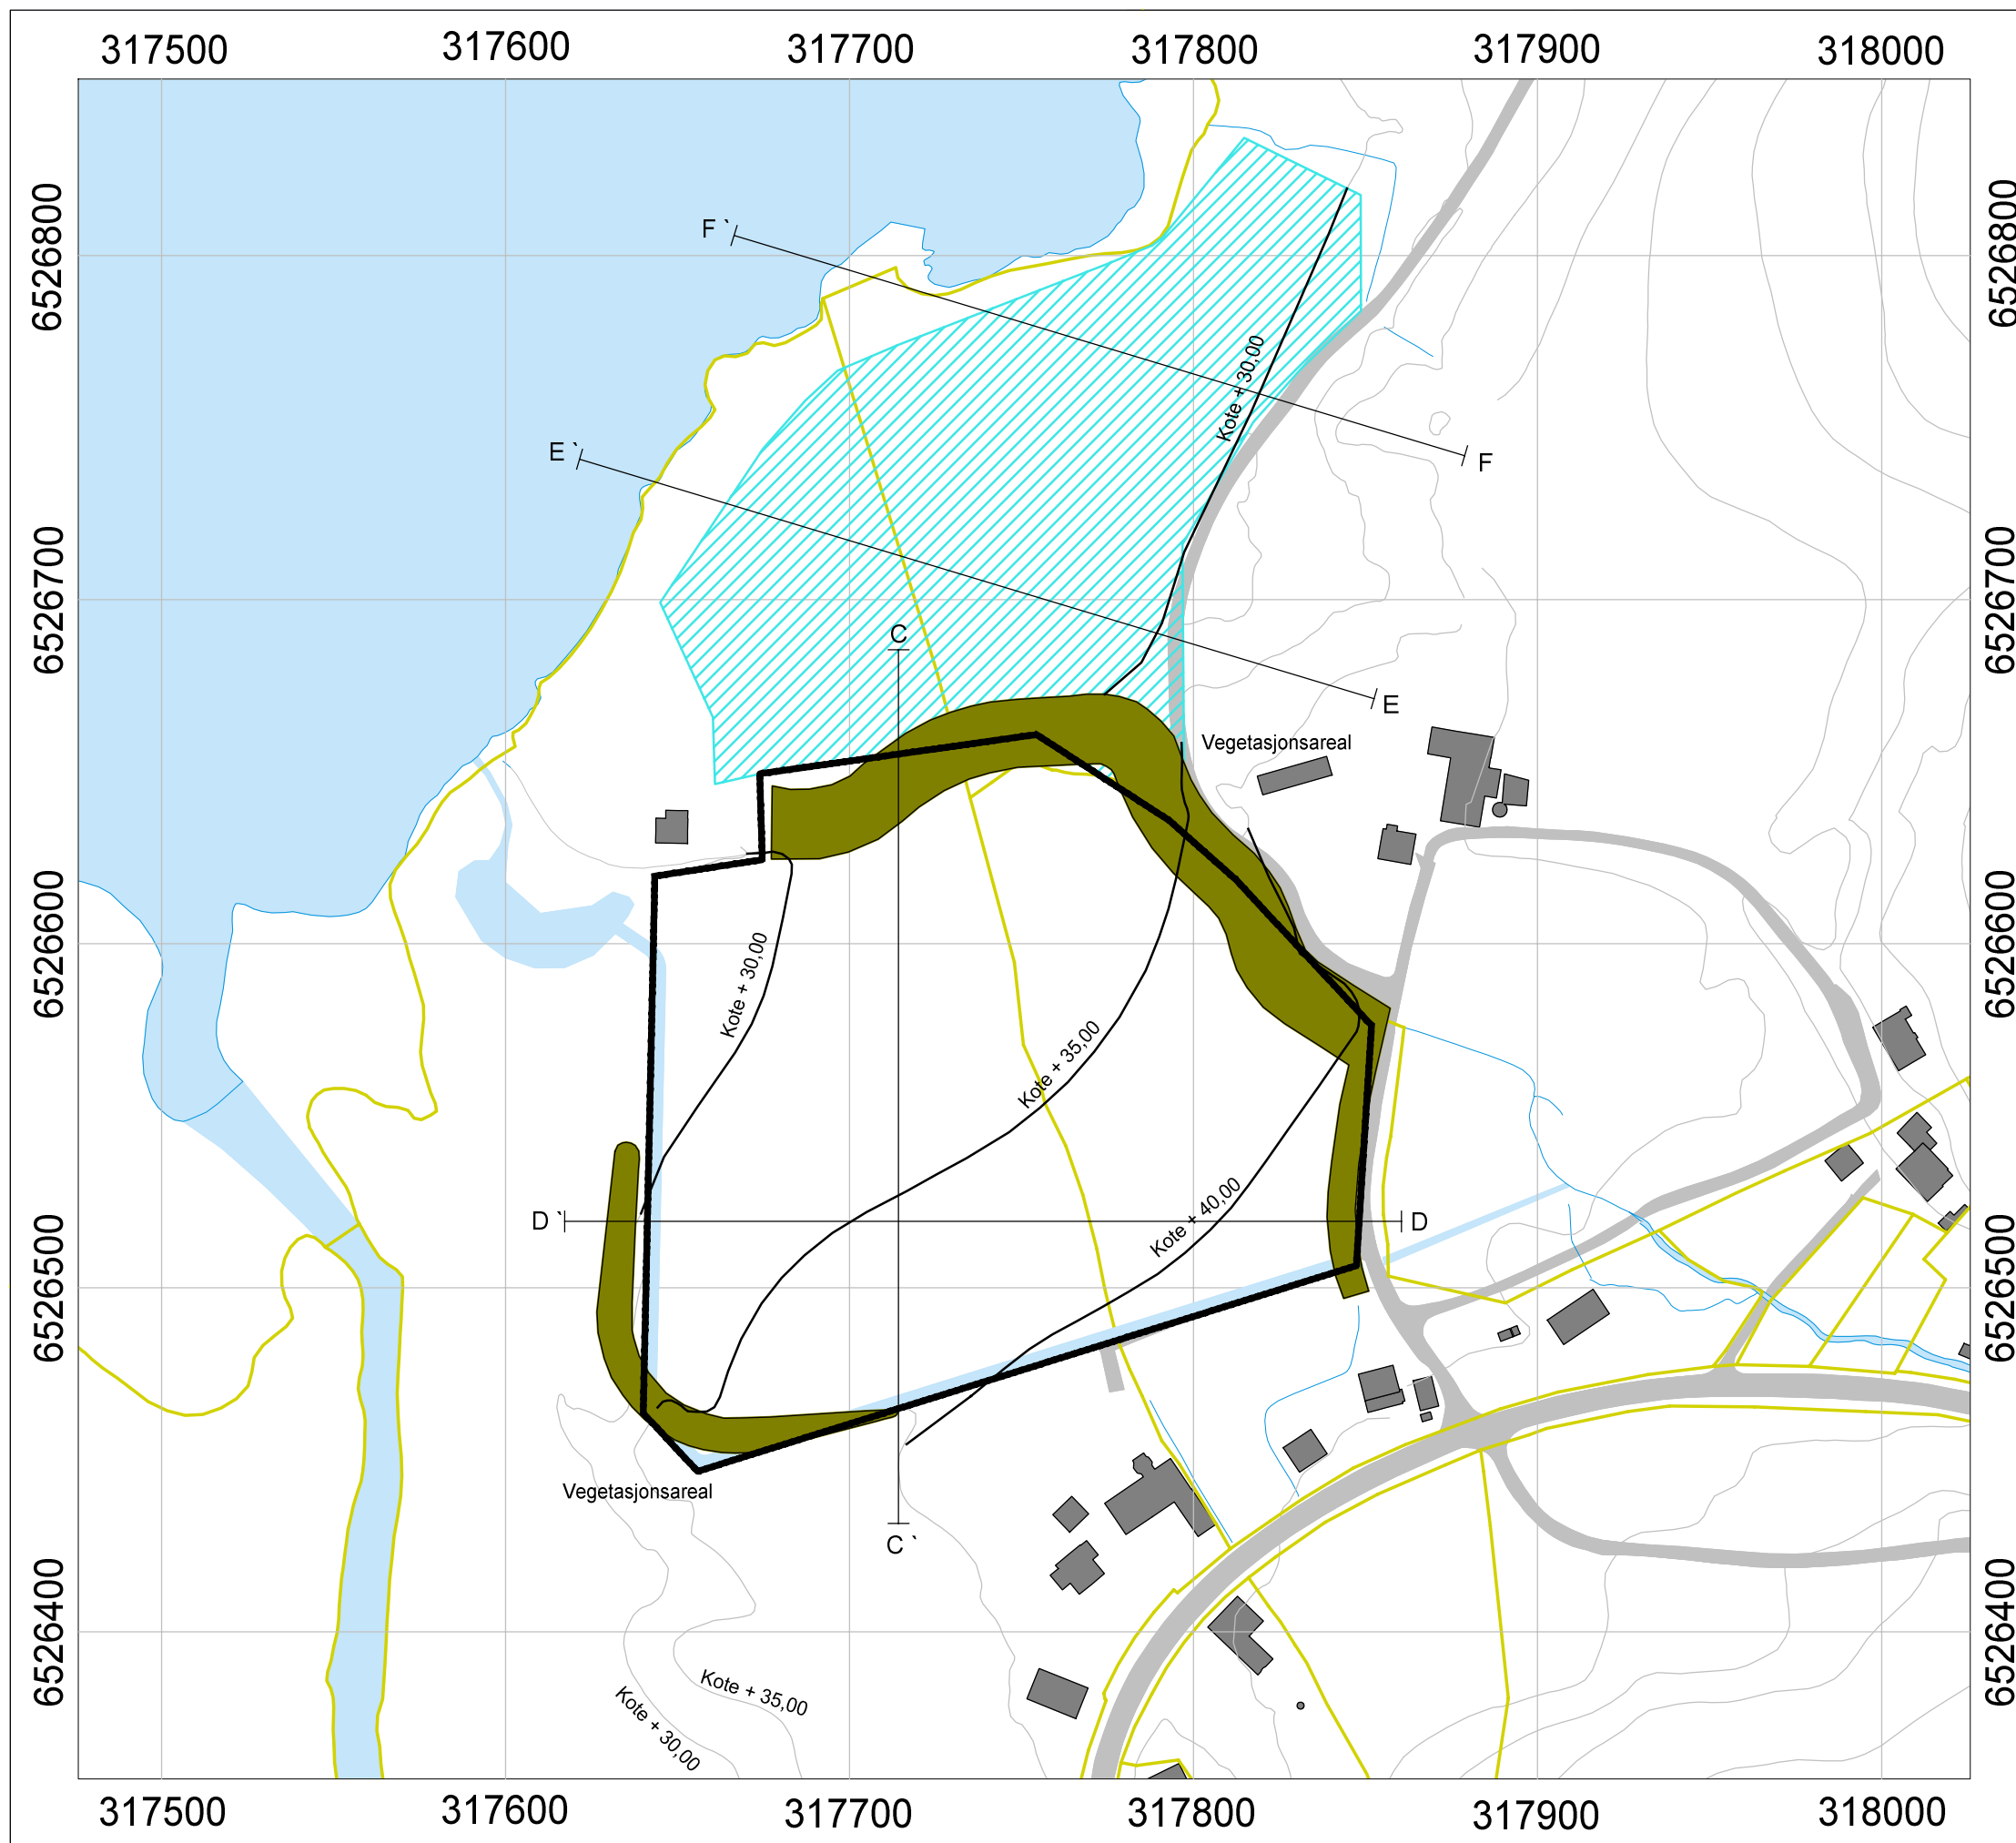 317500 317600 317700 317800 317900 318000
6526800
6526800
F `
Kote + 30,00
E `
F
6526700
6526700
C
E
Vegetasjonsareal
6526600
6526600
Kote + 30,00
Kote + 35,00
Kote + 40,00
D `
D
6526500
6526500
Vegetasjonsareal
C `
6526400
6526400
Kote + 35,00
Kote + 30,00
317500 317600 317700 317800 317900 318000